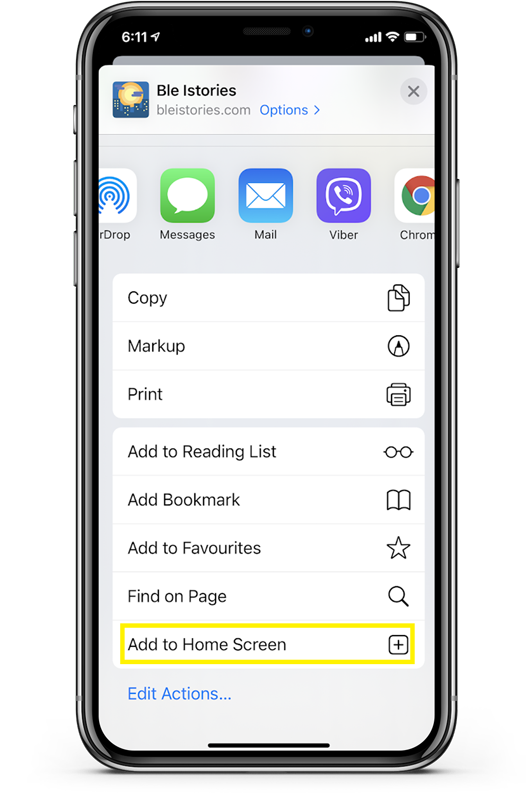 6:11
Ble Istories
bleistories.com Options >
rDrop
Messages
Mail
Viber
Chrom
Copy
Markup
Print
Add to Reading List
Add Bookmark
Add to Favourites
Find on Page
Add to Home Screen
Edit Actions...